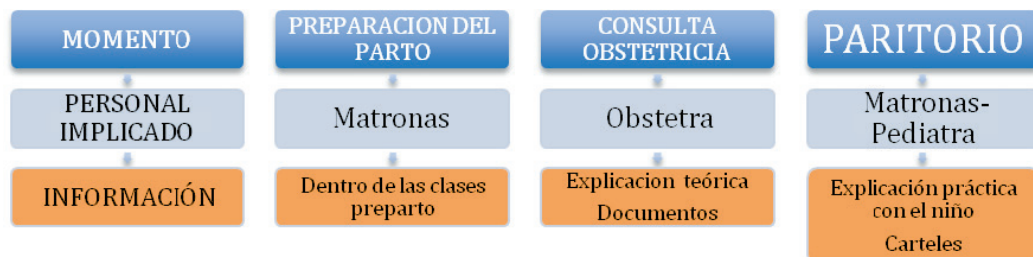 MOMENTO
PERSONAL
IMPLICADO
INFORMACIÓN
PREPARACION DEL
PARTO
Matronas
Dentro de las clases
preparto
CONSULTA
OBSTETRICIA
Obstetra
Explicacion teórica
Documentos
PARITORIO
Matronas-
Pediatra
Explicación práctica
con el niño
Carteles